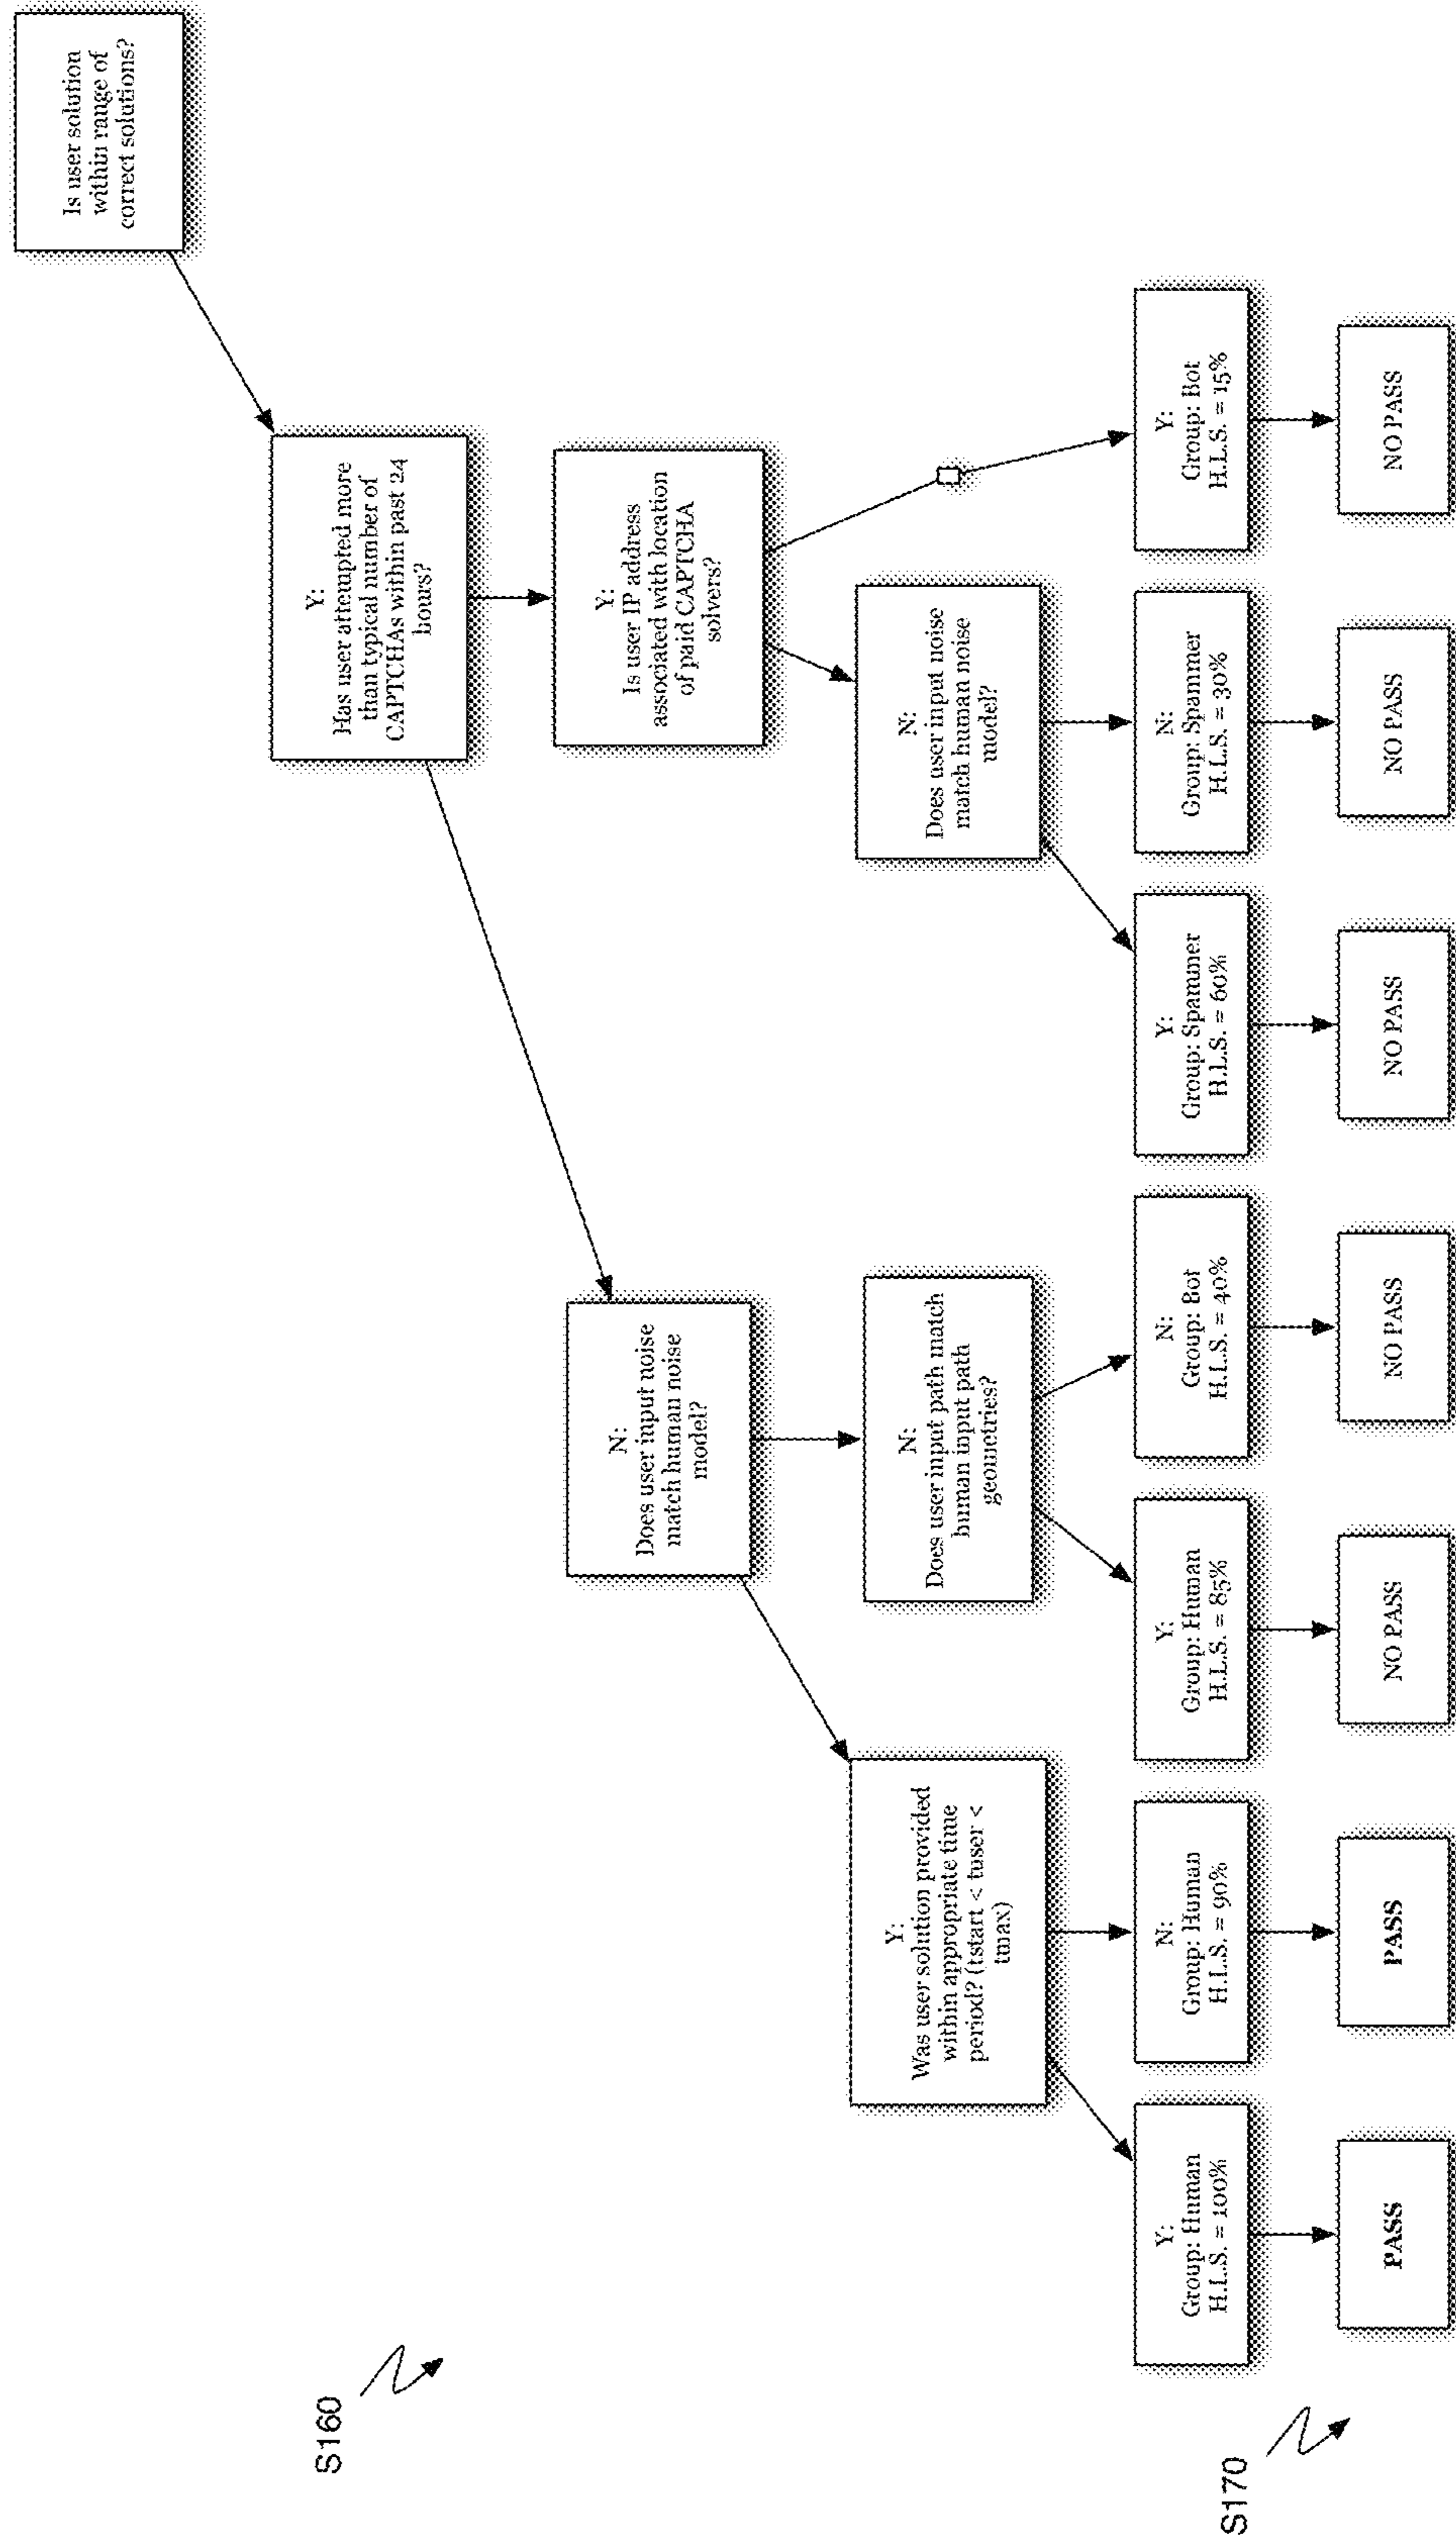 Is user solution
within range of
correct solutions?
Y:
Has user attempted more
than typical number of
CAPTCHAs within past 24
hours?
S160
N:
Does user input noise
match human noise
model?
Y:
Is user IP address
associated with location
of paid CAPTCHA
solvers?
Y:
Was user solution provided
within appropriate time
period? (tstart < tuser <
tmax)
N:
Does user input path match
human input path
geometries?
N:
Does user input noise
match human noise
model?
Y:
Group: Human
H.L.S. = 100%
N:
Group: Human
H.L.S. = 90%
Y:
Group: Human
H.L.S. = 85%
N:
Group: Bot
H.L.S. = 40%
Y:
Group: Spammer
H.L.S. = 60%
N:
Group: Spammer
H.L.S. = 30%
Y:
Group: Bot
H.L.S. = 15%
S170
PASS
PASS
NO PASS
NO PASS
NO PASS
NO PASS
NO PASS